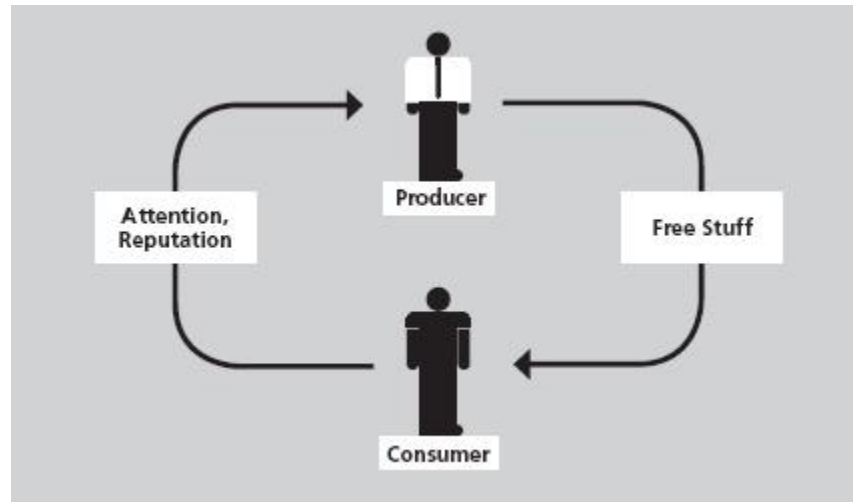 Producer
Attention,
Reputation
Free Stuff
Consumer